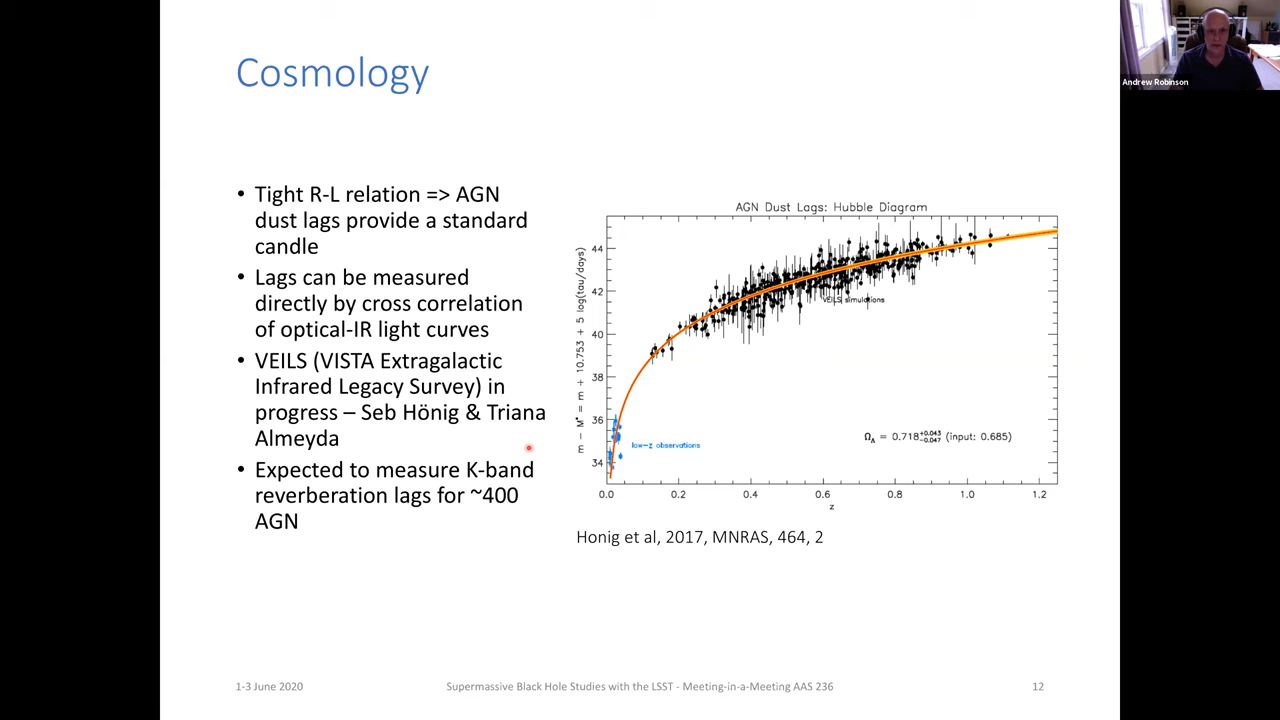 Cosmology
Andrew Robinson
• Tight R-L relation => AGN
dust lags provide a standard
candle
• Lags can be measured
directly by cross correlation
of optical-IR light curves
• VEILS (VISTA Extragalactic
Infrared Legacy Survey) in
progress – Seb Hönig & Triana
Almeyda
• Expected to measure K-band
reverberation lags for ~400
AGN
AGN Dust Lags: Hubble Diagram
m − M* = m + 10.753 + 5 log(tau/days)
44
42
40
38
36
34
VEILS simulations
low-z observations
Ω_Λ = 0.718 +0.043 −0.047 (input: 0.685)
0.0 0.2 0.4 0.6 0.8 1.0 1.2
z
Honig et al, 2017, MNRAS, 464, 2
1-3 June 2020
Supermassive Black Hole Studies with the LSST - Meeting-in-a-Meeting AAS 236
12